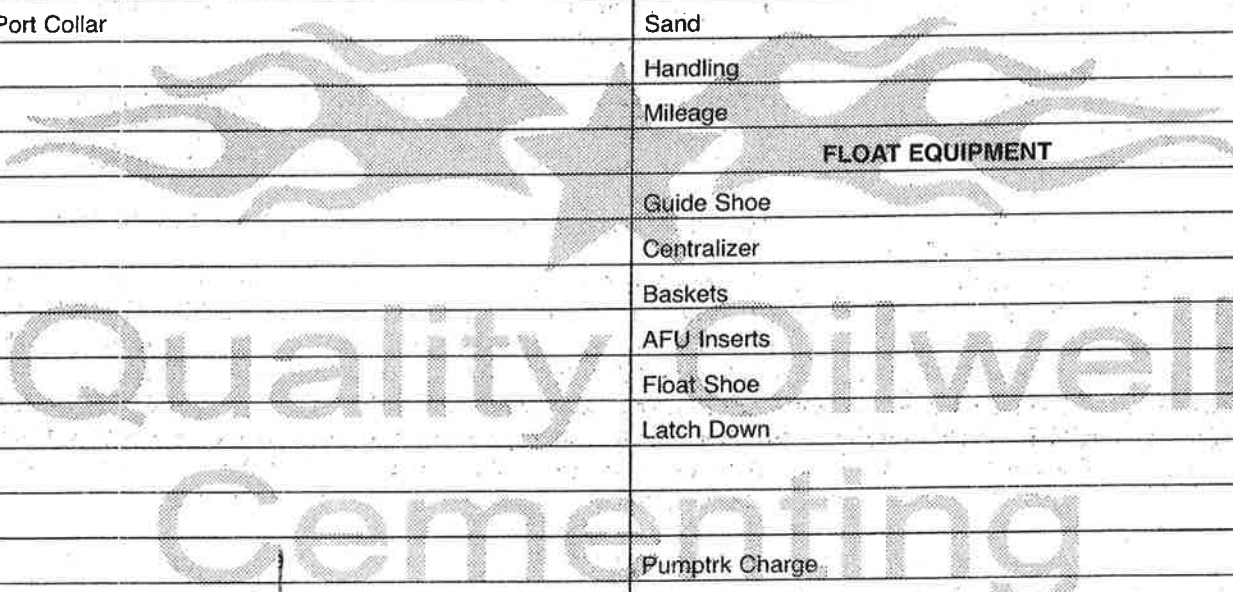 Port Collar
Sand
Handling
Mileage
FLOAT EQUIPMENT
Guide Shoe
Centralizer
Baskets
AFU Inserts
Float Shoe
Latch Down
Quality Oilwell
Cementing
Pumptrk Charge